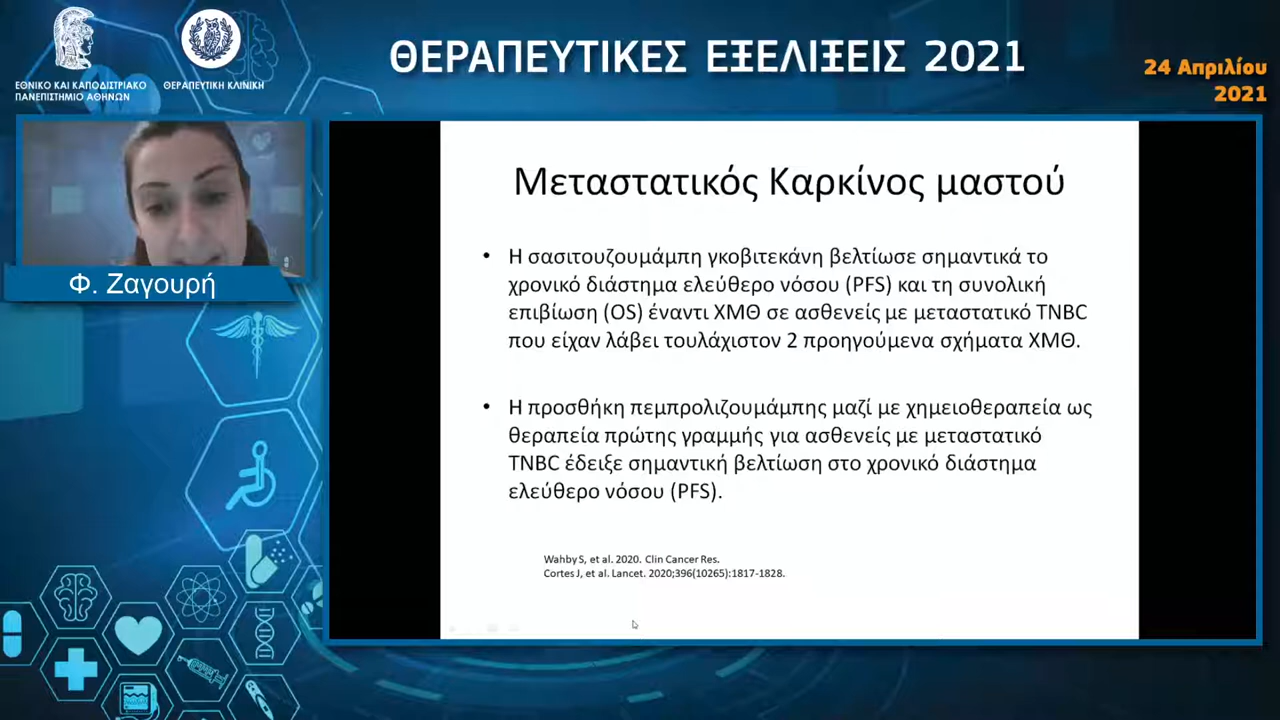 ΕΘΝΙΚΟ ΚΑΙ ΚΑΠΟΔΙΣΤΡΙΑΚΟ
ΠΑΝΕΠΙΣΤΗΜΙΟ ΑΘΗΝΩΝ
ΘΕΡΑΠΕΥΤΙΚΗ ΚΛΙΝΙΚΗ
ΘΕΡΑΠΕΥΤΙΚΕΣ ΕΞΕΛΙΞΕΙΣ 2021
24 Απριλίου
2021
Φ. Ζαγουρή
Μεταστατικός Καρκίνος μαστού
• Η σασιτουζουμάμπη γκοβιτεκάνη βελτίωσε σημαντικά το
χρονικό διάστημα ελεύθερο νόσου (PFS) και τη συνολική
επιβίωση (OS) έναντι ΧΜΘ σε ασθενείς με μεταστατικό TNBC
που είχαν λάβει τουλάχιστον 2 προηγούμενα σχήματα ΧΜΘ.
• Η προσθήκη πεμπρολιζουμάμπης μαζί με χημειοθεραπεία ως
θεραπεία πρώτης γραμμής για ασθενείς με μεταστατικό
TNBC έδειξε σημαντική βελτίωση στο χρονικό διάστημα
ελεύθερο νόσου (PFS).
Wahby S, et al. 2020. Clin Cancer Res.
Cortes J, et al. Lancet. 2020;396(10265):1817-1828.